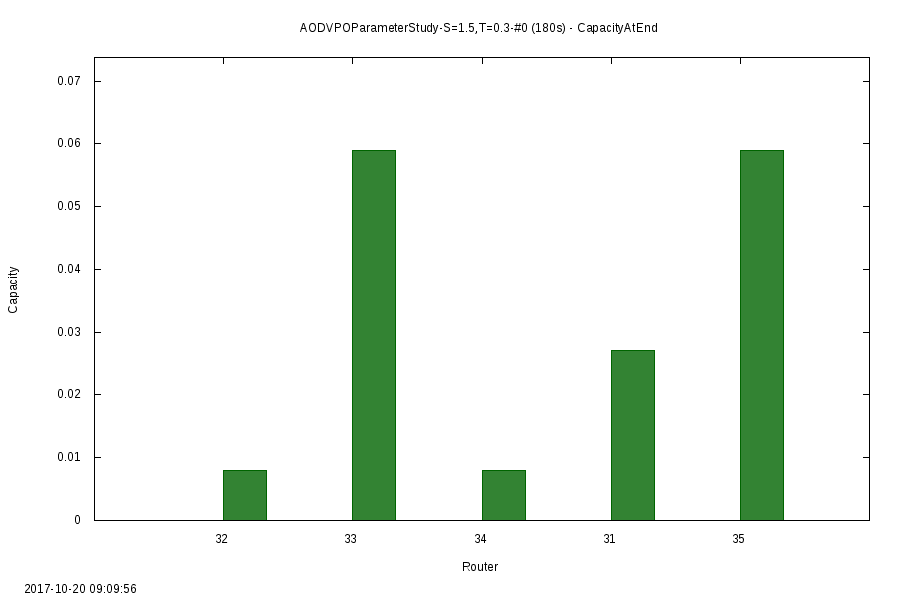 AODVPOParameterStudy-S=1.5,T=0.3-#0 (180s) - CapacityAtEnd
0.07
0.06
0.05
0.04
0.03
0.02
0.01
0
Capacity
32 33 34 31 35
Router
2017-10-20 09:09:56